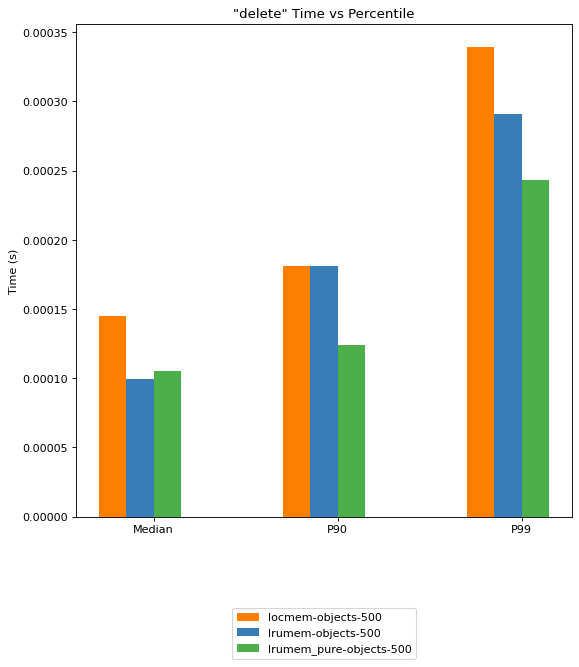 "delete" Time vs Percentile
0.00035
0.00030
0.00025
0.00020
0.00015
0.00010
0.00005
0.00000
Time (s)
Median P90 P99
locmem-objects-500
lrumem-objects-500
lrumem_pure-objects-500